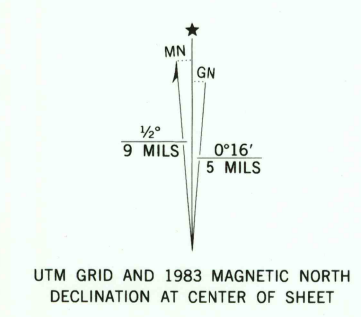 ★
MN
GN
½°
9 MILS
0°16′
5 MILS
UTM GRID AND 1983 MAGNETIC NORTH
DECLINATION AT CENTER OF SHEET